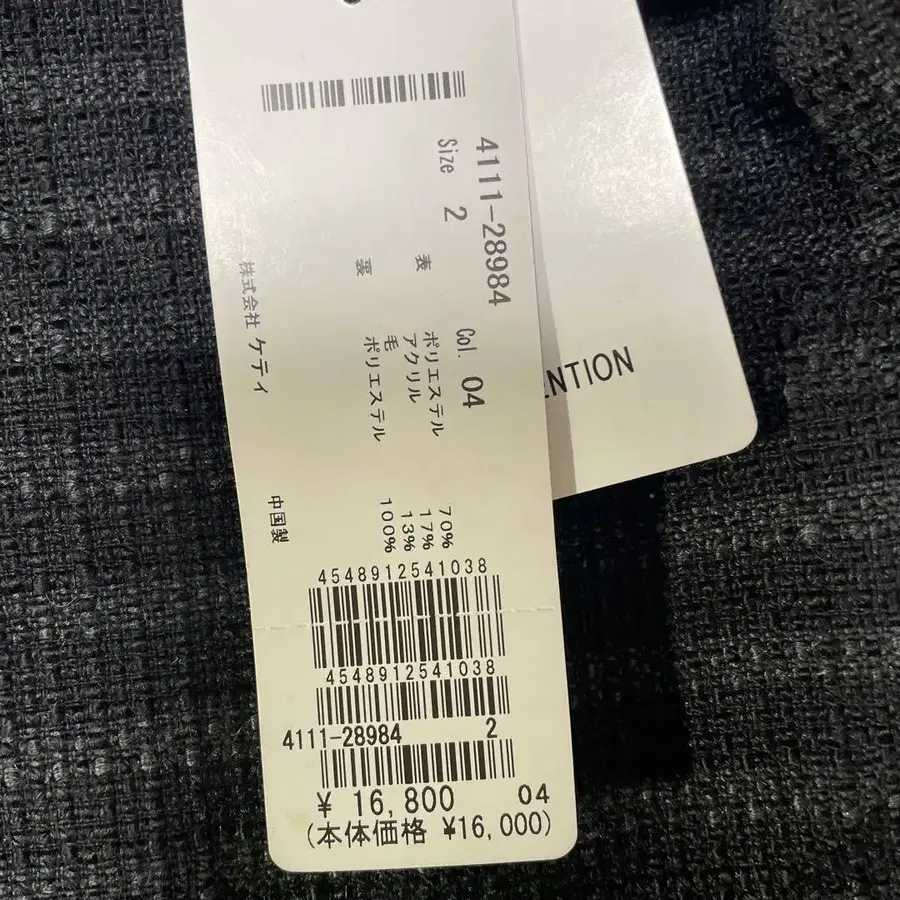 4111-28984
Size 2
Col. 04
表
ポリエステル 70%
アクリル 17%
毛 13%
裏
ポリエステル 100%
株式会社 ケティ
中国製
4548912541038
4548912541038
4111-28984 2
¥ 16,800 04
(本体価格 ¥16,000)
ENTION